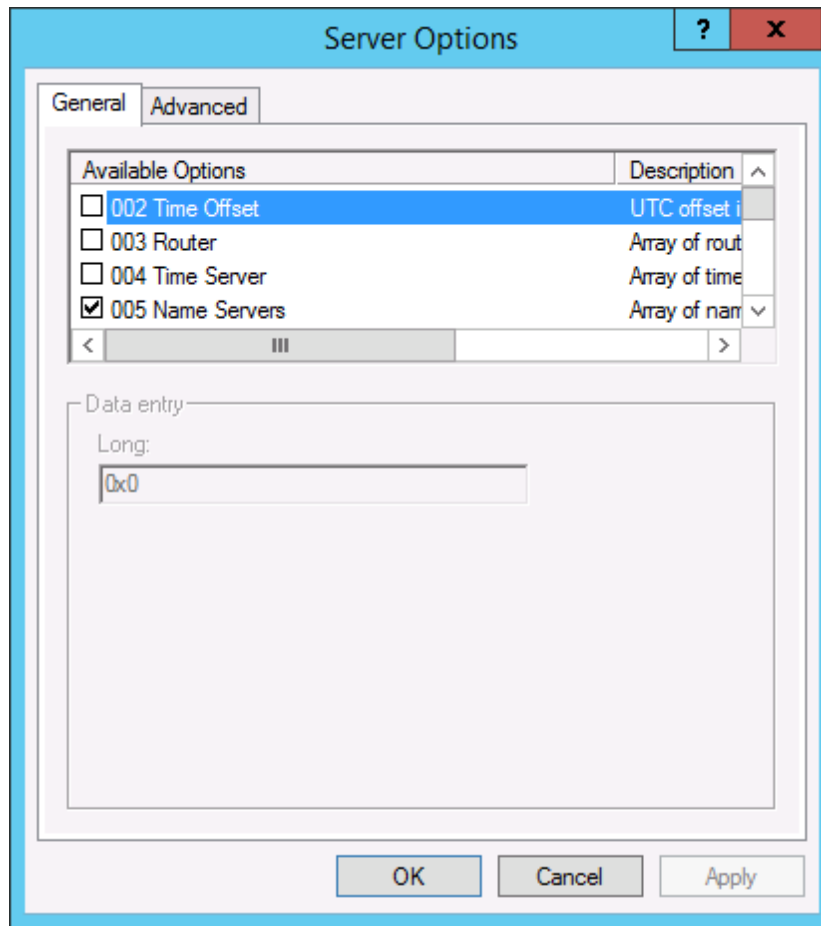 Server Options
? x
General Advanced
Available Options Description
002 Time Offset UTC offset i
003 Router Array of rout
004 Time Server Array of time
005 Name Servers Array of nam
Data entry
Long:
0x0
OK Cancel Apply